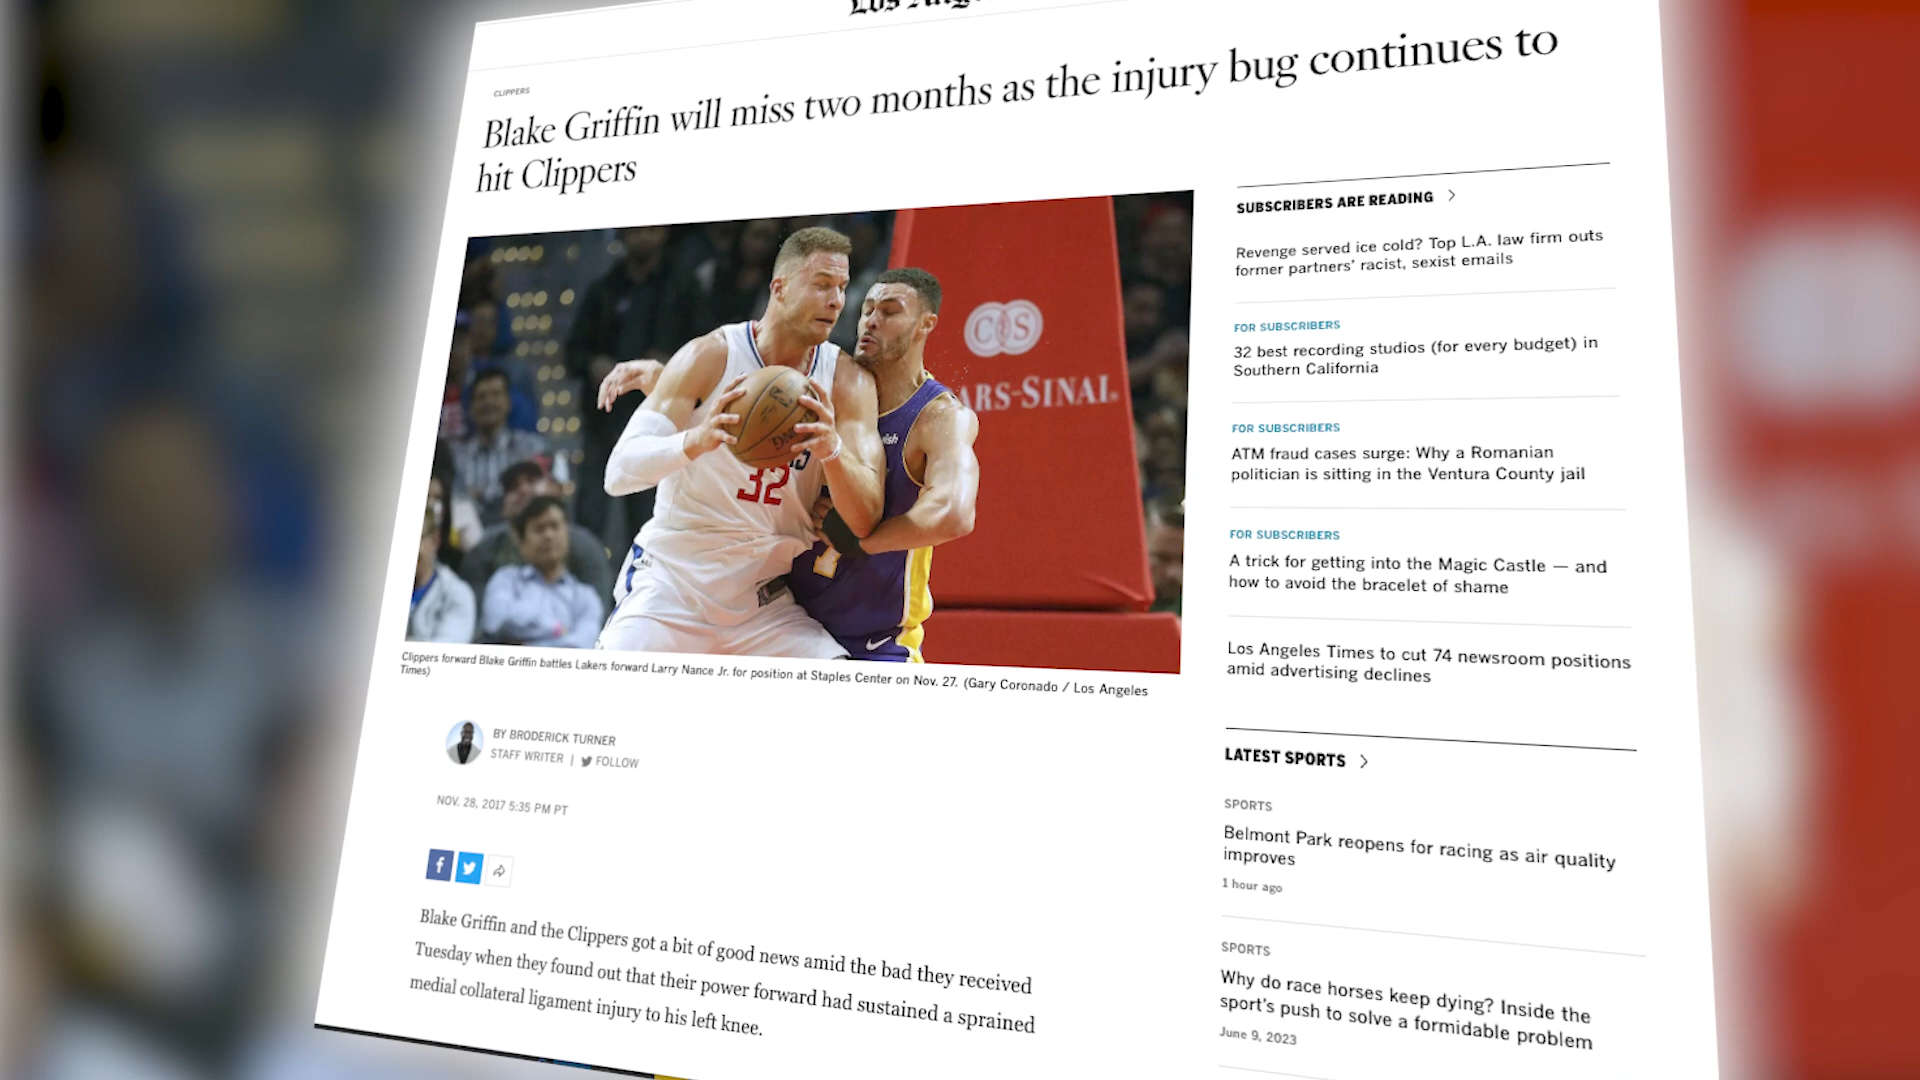 CLIPPERS
Blake Griffin will miss two months as the injury bug continues to
hit Clippers
32
ARS-SINAI
Clippers forward Blake Griffin battles Lakers forward Larry Nance Jr. for position at Staples Center on Nov. 27. (Gary Coronado / Los Angeles
Times)
BY BRODERICK TURNER
STAFF WRITER | FOLLOW
NOV. 28, 2017 5:35 PM PT
Blake Griffin and the Clippers got a bit of good news amid the bad they received
Tuesday when they found out that their power forward had sustained a sprained
medial collateral ligament injury to his left knee.
SUBSCRIBERS ARE READING
Revenge served ice cold? Top L.A. law firm outs
former partners' racist, sexist emails
FOR SUBSCRIBERS
32 best recording studios (for every budget) in
Southern California
FOR SUBSCRIBERS
ATM fraud cases surge: Why a Romanian
politician is sitting in the Ventura County jail
FOR SUBSCRIBERS
A trick for getting into the Magic Castle — and
how to avoid the bracelet of shame
Los Angeles Times to cut 74 newsroom positions
amid advertising declines
LATEST SPORTS
SPORTS
Belmont Park reopens for racing as air quality
improves
1 hour ago
SPORTS
Why do race horses keep dying? Inside the
sport's push to solve a formidable problem
June 9, 2023